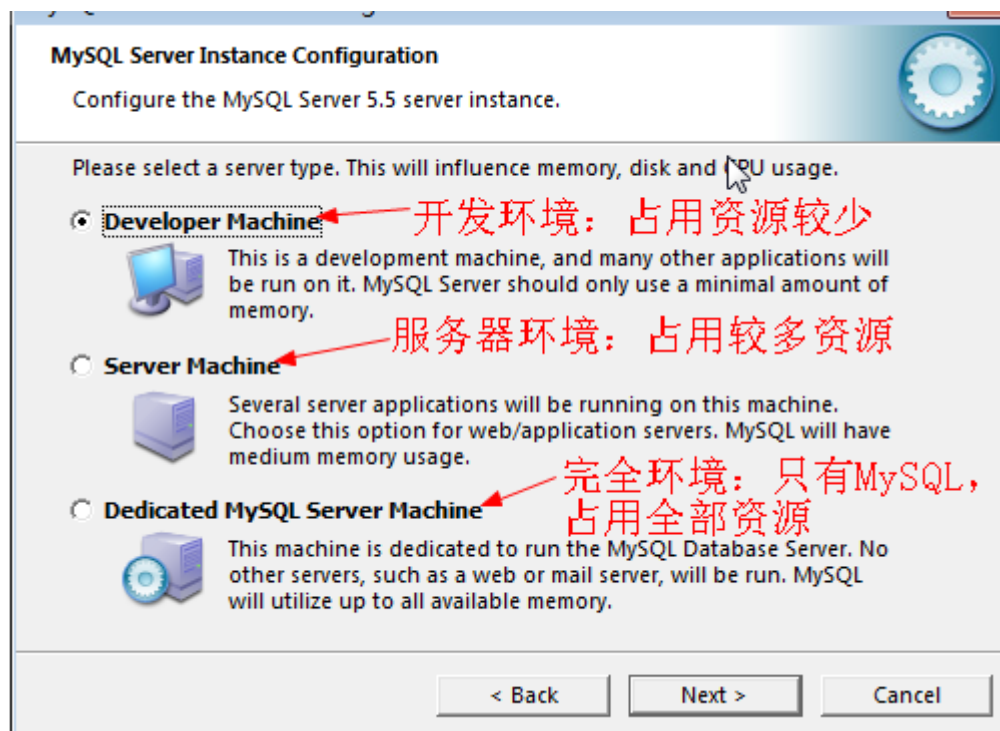 MySQL Server Instance Configuration
Configure the MySQL Server 5.5 server instance.
Please select a server type. This will influence memory, disk and CPU usage.
Developer Machine
开发环境：占用资源较少
This is a development machine, and many other applications will
be run on it. MySQL Server should only use a minimal amount of
memory.
服务器环境：占用较多资源
Server Machine
Several server applications will be running on this machine.
Choose this option for web/application servers. MySQL will have
medium memory usage.
完全环境：只有MySQL，
占用全部资源
Dedicated MySQL Server Machine
This machine is dedicated to run the MySQL Database Server. No
other servers, such as a web or mail server, will be run. MySQL
will utilize up to all available memory.
< Back
Next >
Cancel